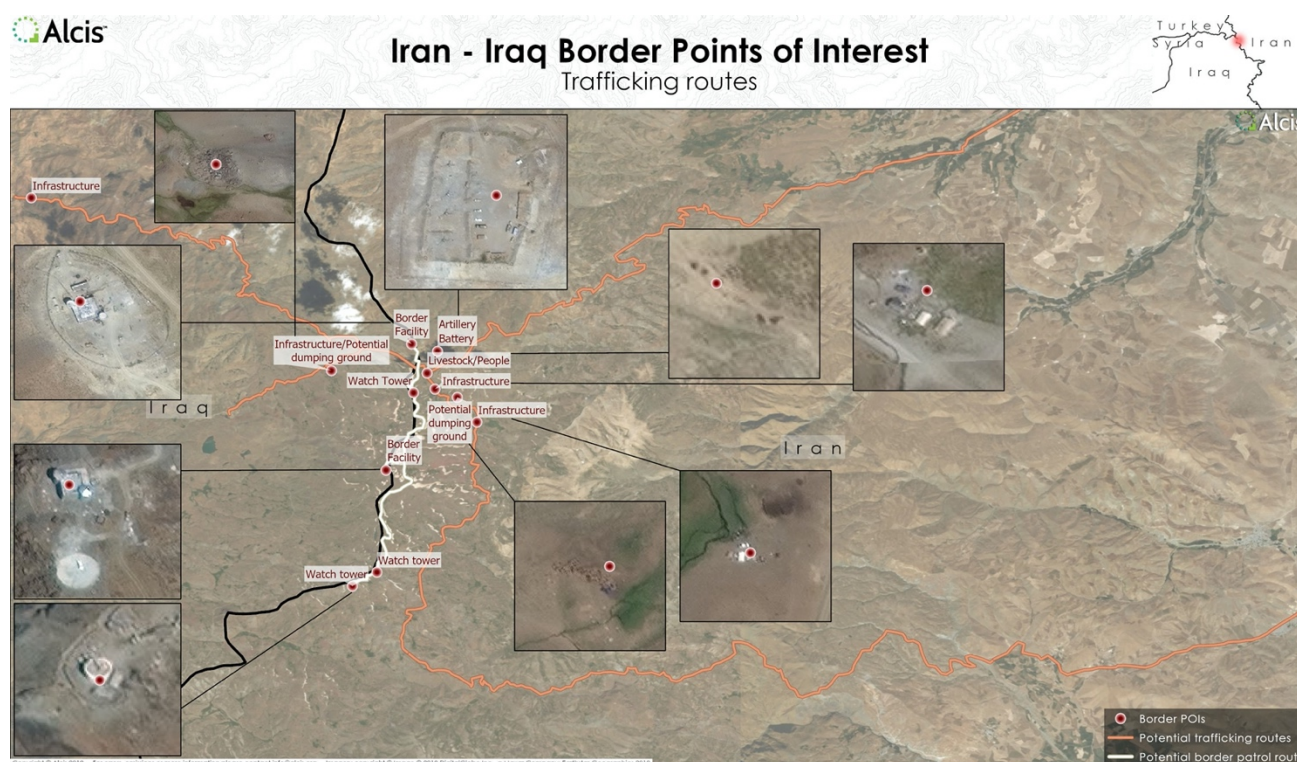 Alcis
Iran - Iraq Border Points of Interest
Trafficking routes
Turkey
Syria
Iran
Iraq
Alcis
Infrastructure
Border
Facility
Artillery
Battery
Infrastructure/Potential
dumping ground
Livestock/People
Watch Tower
Infrastructure
Iraq
Potential
dumping
ground
Infrastructure
Border
Facility
Iran
Watch tower
Watch tower
Border POIs
Potential trafficking routes
Potential border patrol rout